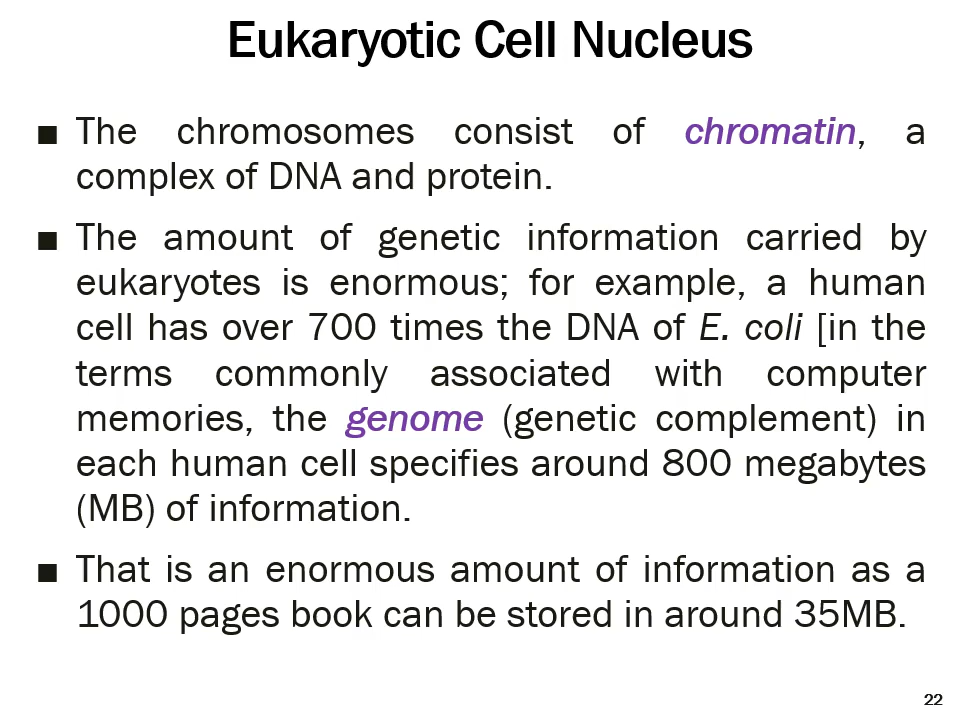 Eukaryotic Cell Nucleus
■ The chromosomes consist of chromatin, a
complex of DNA and protein.
■ The amount of genetic information carried by
eukaryotes is enormous; for example, a human
cell has over 700 times the DNA of E. coli [in the
terms commonly associated with computer
memories, the genome (genetic complement) in
each human cell specifies around 800 megabytes
(MB) of information.
■ That is an enormous amount of information as a
1000 pages book can be stored in around 35MB.
22